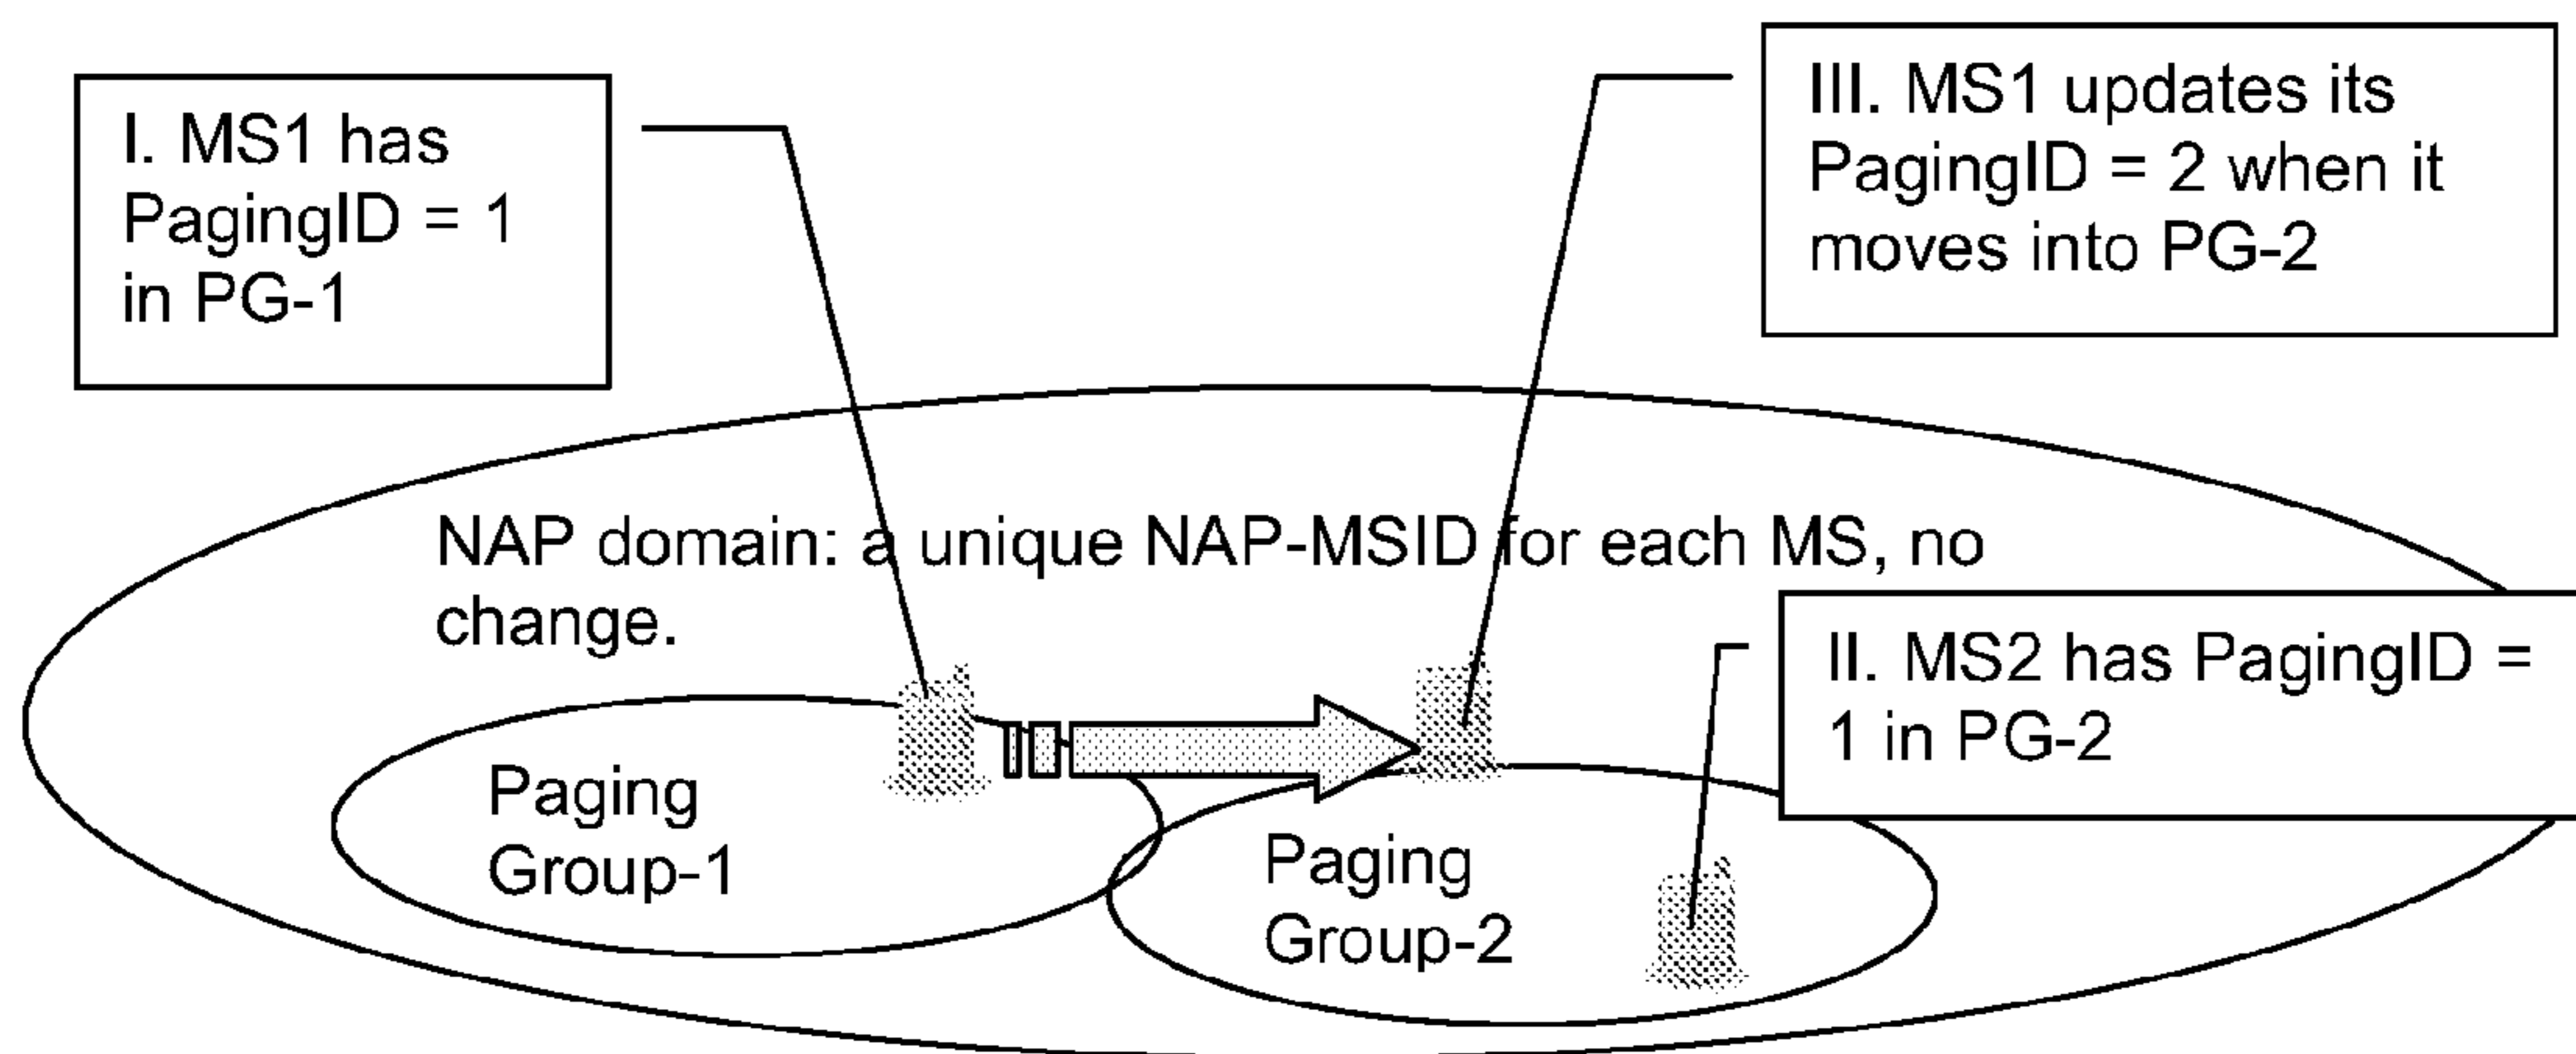 I. MS1 has
PagingID = 1
in PG-1
III. MS1 updates its
PagingID = 2 when it
moves into PG-2
NAP domain: a unique NAP-MSID for each MS, no
change.
II. MS2 has PagingID =
1 in PG-2
Paging
Group-1
Paging
Group-2